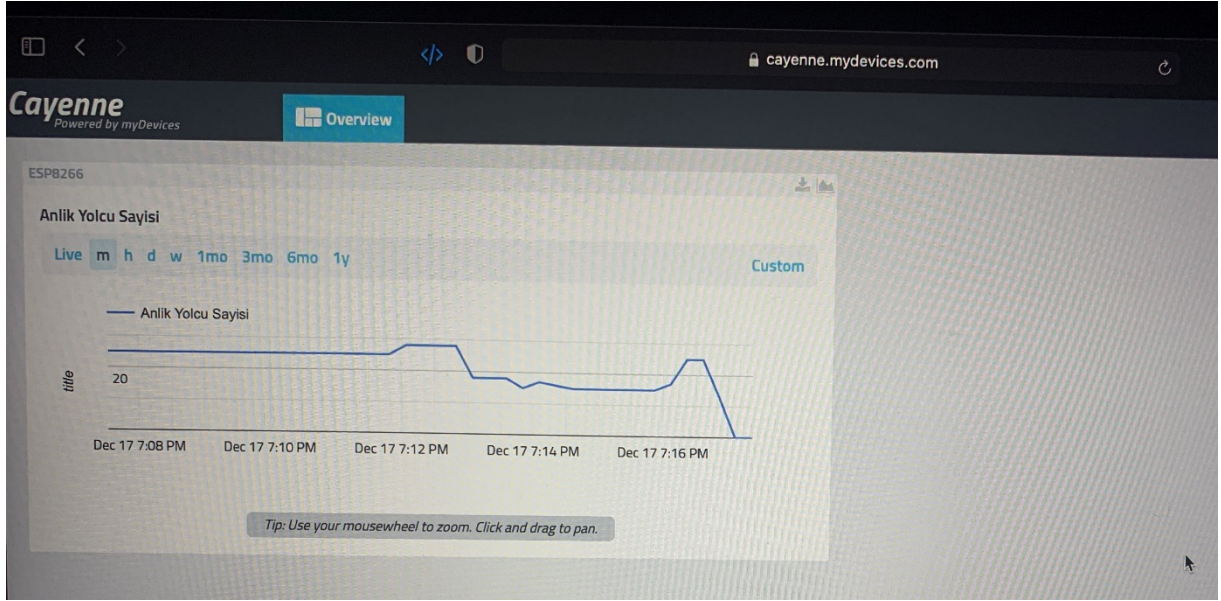 </>
cayenne.mydevices.com
Cayenne
Powered by myDevices
Overview
ESP8266
Anlik Yolcu Sayisi
Live m h d w 1mo 3mo 6mo 1y
Custom
Anlik Yolcu Sayisi
title
20
Dec 17 7:08 PM Dec 17 7:10 PM Dec 17 7:12 PM Dec 17 7:14 PM Dec 17 7:16 PM
Tip: Use your mousewheel to zoom. Click and drag to pan.